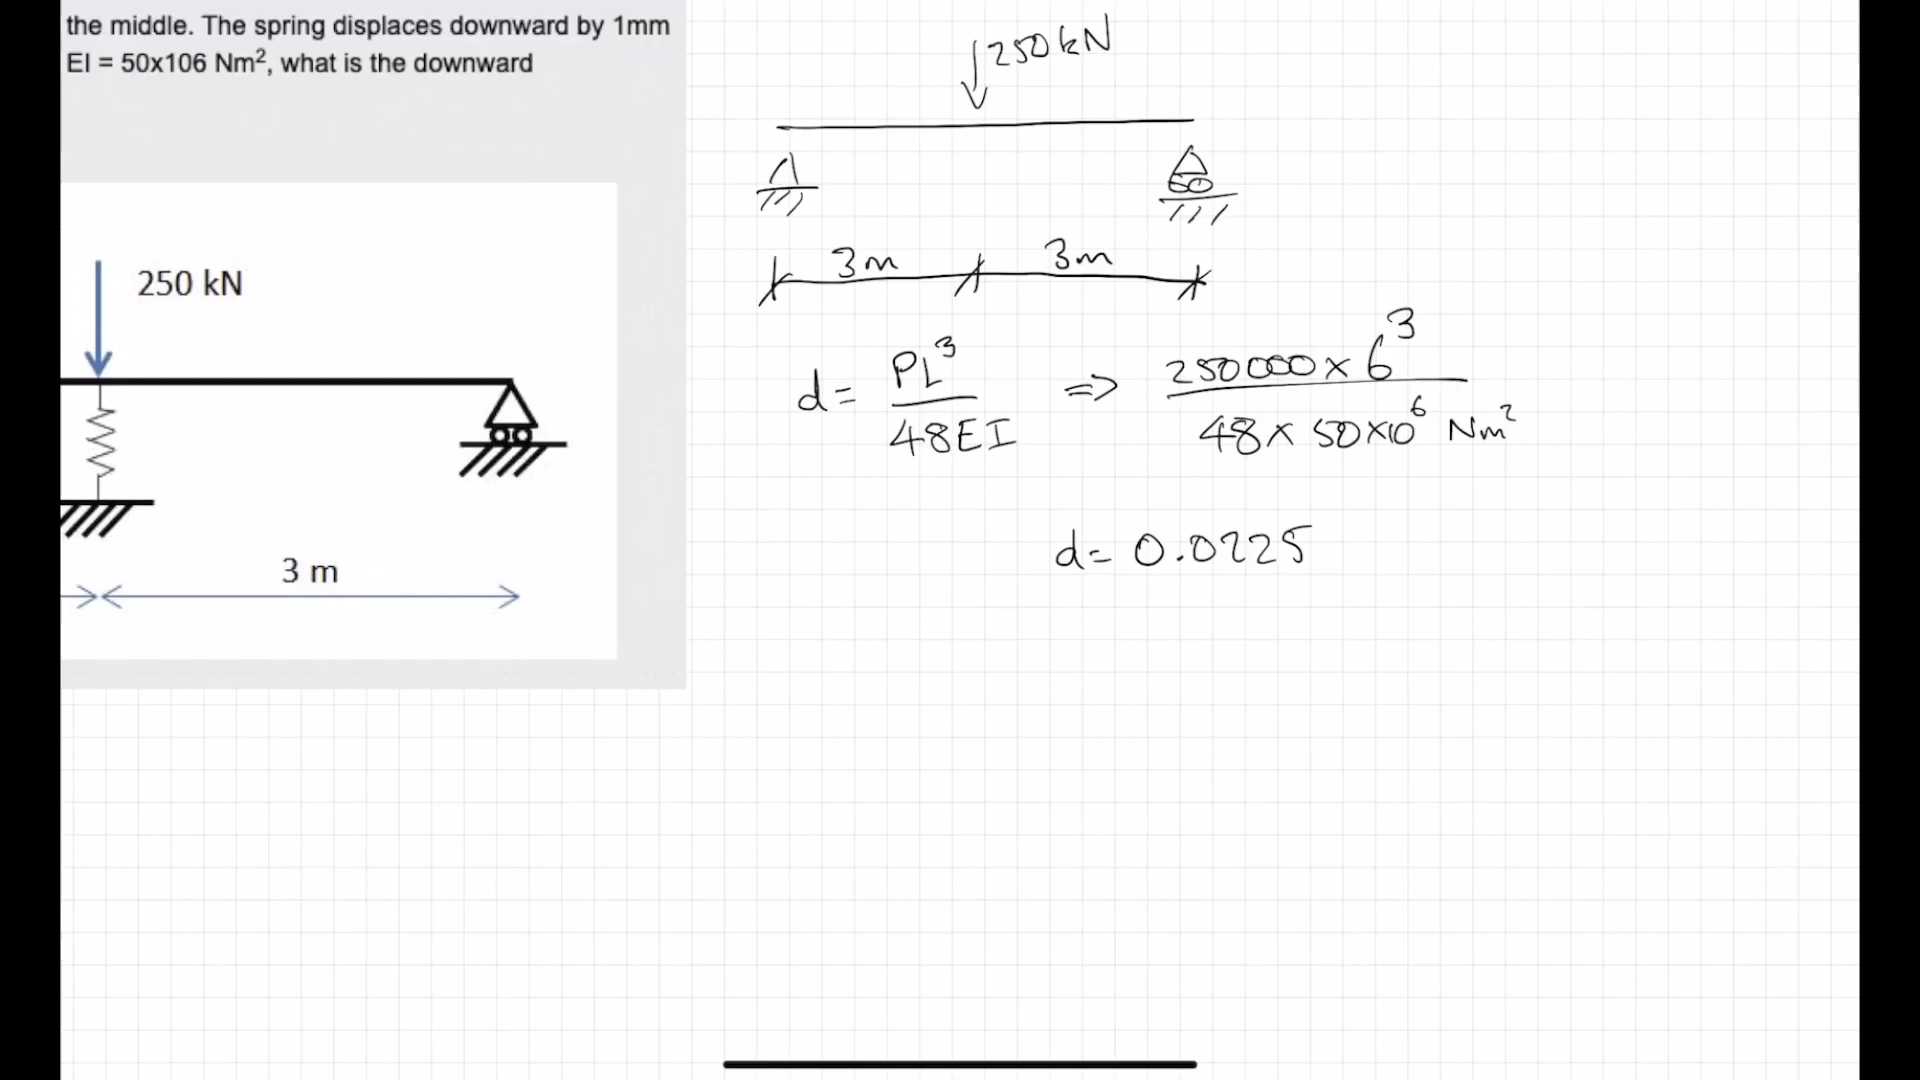 the middle. The spring displaces downward by 1mm
EI = 50x106 Nm², what is the downward
250 kN
3 m
250 kN
3m 3m
d = PL³ / 48EI => 250000 x 6³ / 48 x 50x10⁶ Nm²
d = 0.0225